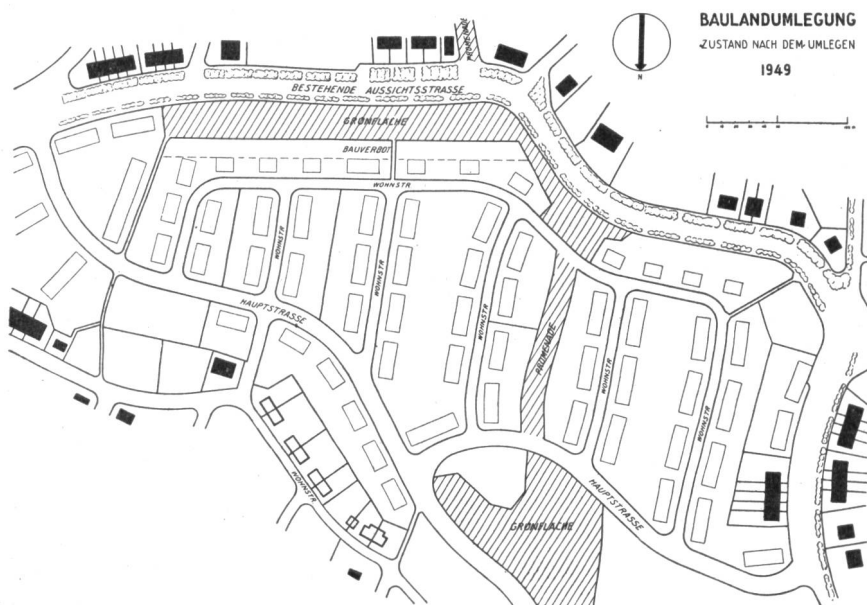 BAULANDUMLEGUNG
ZUSTAND NACH DEM UMLEGEN
1949
N
PROMENADE
BESTEHENDE AUSSICHTSSTRASSE
GRÜNFLÄCHE
BAUVERBOT
WOHNSTR
WOHNSTR
WOHNSTR
HAUPTSTRASSE
WOHNSTR
PROMENADE
WOHNSTR
WOHNSTR
WOHNSTR
HAUPTSTRASSE
GRÜNFLÄCHE